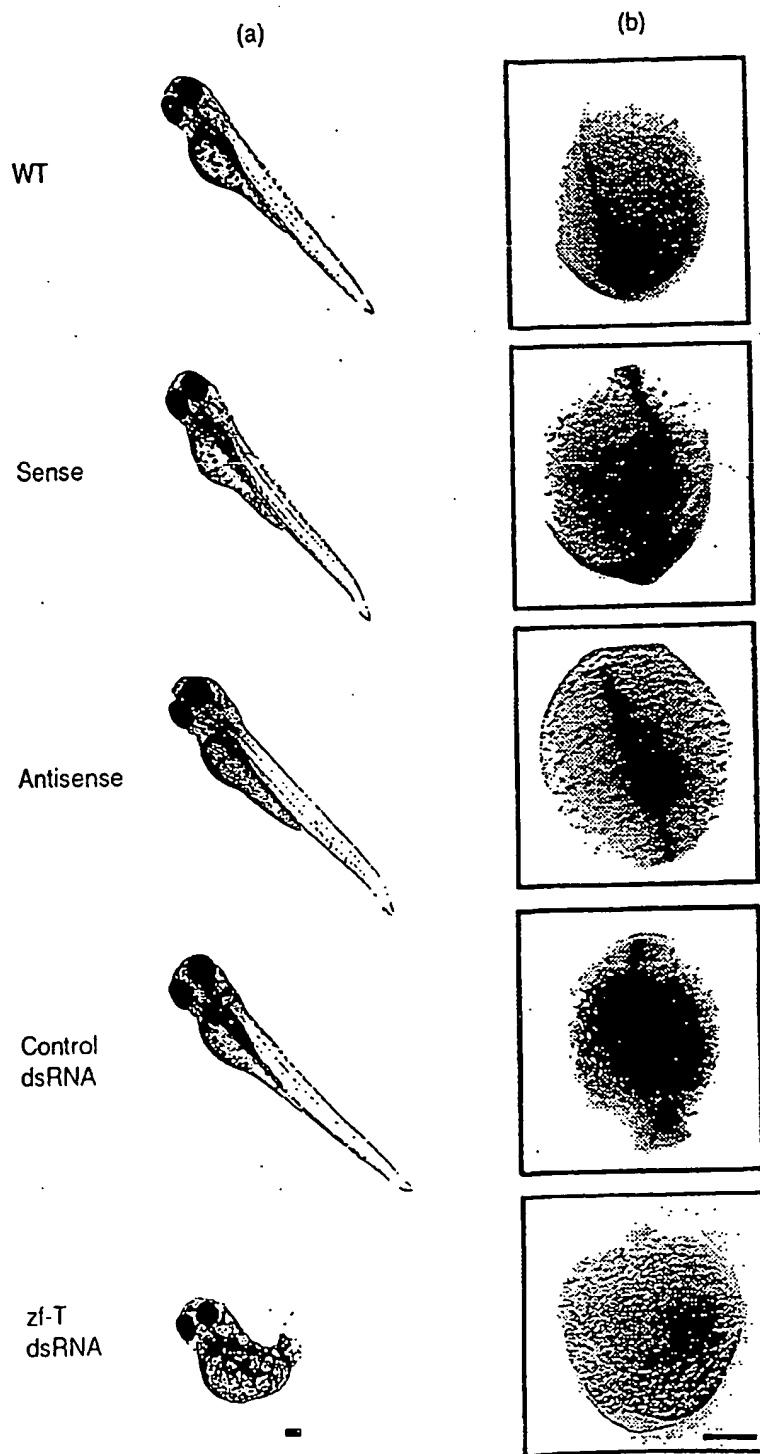 (a)
(b)
WT
Sense
Antisense
Control
dsRNA
zf-T
dsRNA